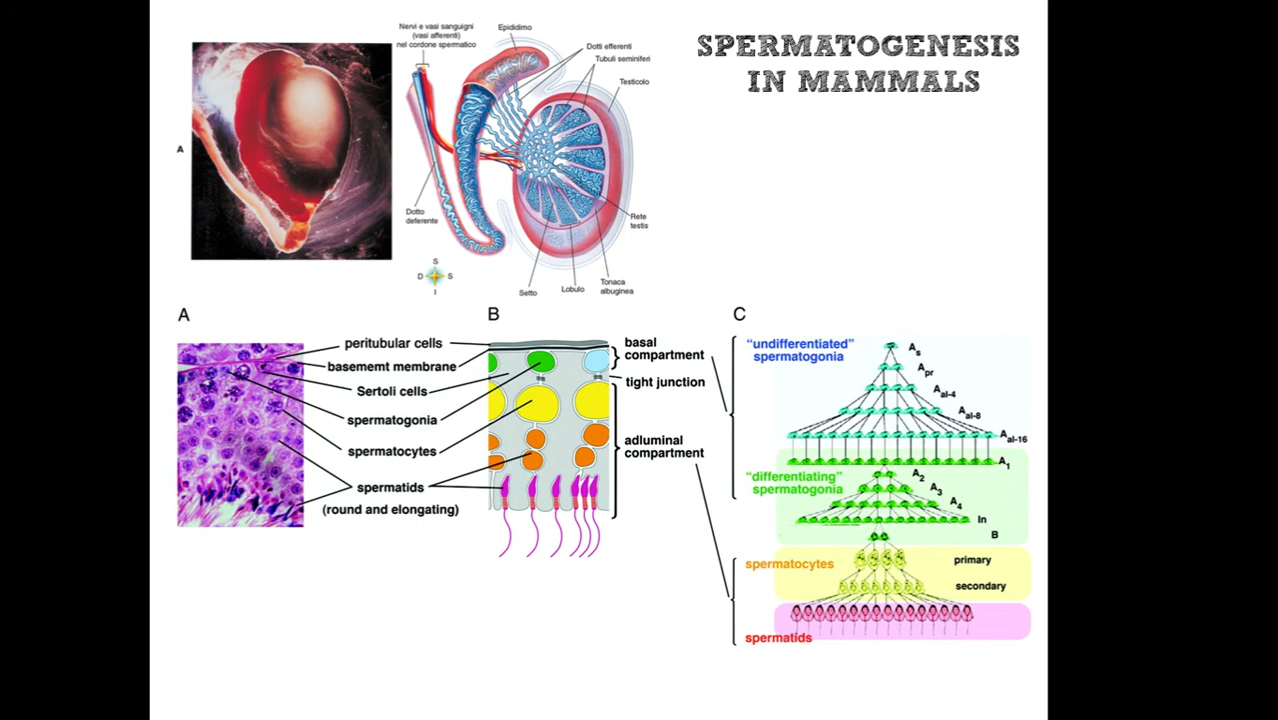 SPERMATOGENESIS
IN MAMMALS
A
Nervi e vasi sanguigni
(vasi afferenti)
nel cordone spermatico
Epididimo
Dotti efferenti
Tubuli seminiferi
Testicolo
Dotto
deferente
Rete
testis
Setto
Lobulo
Tonaca
albuginea
S
D
S
I
A
peritubular cells
basememt membrane
Sertoli cells
spermatogonia
spermatocytes
spermatids
(round and elongating)
B
basal
compartment
tight junction
adluminal
compartment
C
"undifferentiated"
spermatogonia
As
Apr
Aal-4
Aal-8
Aal-16
A1
"differentiating"
spermatogonia
A2
A3
A4
In
B
spermatocytes
primary
secondary
spermatids